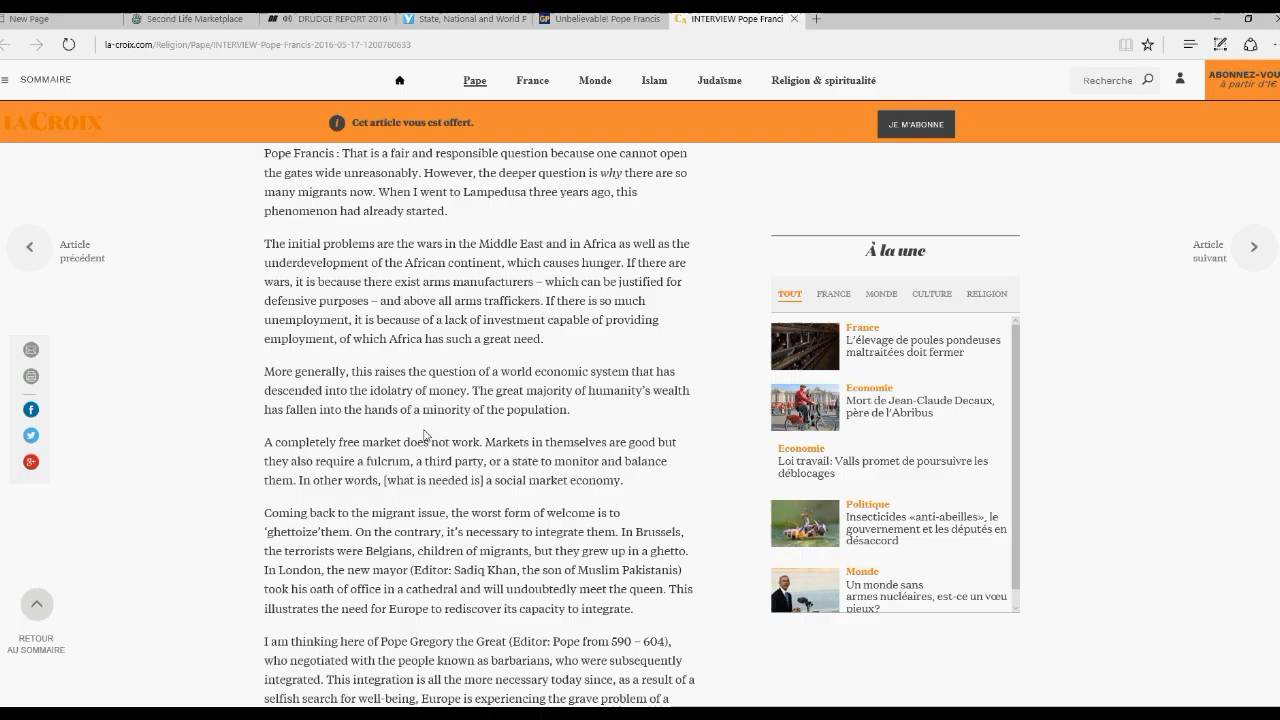 New Page
Second Life Marketplace
DRUDGE REPORT 2016
State, National and World P
Unbelievable! Pope Francis
INTERVIEW Pope Franci
la-croix.com/Religion/Pape/INTERVIEW-Pope-Francis-2016-05-17-1200760633
SOMMAIRE
Pape
France
Monde
Islam
Judaïsme
Religion & spiritualité
Recherche
ABONNEZ-VOU
à partir d'1€
LA CROIX
Cet article vous est offert.
JE M'ABONNE
Pope Francis : That is a fair and responsible question because one cannot open
the gates wide unreasonably. However, the deeper question is why there are so
many migrants now. When I went to Lampedusa three years ago, this
phenomenon had already started.
The initial problems are the wars in the Middle East and in Africa as well as the
underdevelopment of the African continent, which causes hunger. If there are
wars, it is because there exist arms manufacturers – which can be justified for
defensive purposes – and above all arms traffickers. If there is so much
unemployment, it is because of a lack of investment capable of providing
employment, of which Africa has such a great need.
More generally, this raises the question of a world economic system that has
descended into the idolatry of money. The great majority of humanity's wealth
has fallen into the hands of a minority of the population.
A completely free market does not work. Markets in themselves are good but
they also require a fulcrum, a third party, or a state to monitor and balance
them. In other words, [what is needed is] a social market economy.
Coming back to the migrant issue, the worst form of welcome is to
'ghettoize'them. On the contrary, it's necessary to integrate them. In Brussels,
the terrorists were Belgians, children of migrants, but they grew up in a ghetto.
In London, the new mayor (Editor: Sadiq Khan, the son of Muslim Pakistanis)
took his oath of office in a cathedral and will undoubtedly meet the queen. This
illustrates the need for Europe to rediscover its capacity to integrate.
I am thinking here of Pope Gregory the Great (Editor: Pope from 590 – 604),
who negotiated with the people known as barbarians, who were subsequently
integrated. This integration is all the more necessary today since, as a result of a
selfish search for well-being, Europe is experiencing the grave problem of a
Article
précédent
Article
suivant
RETOUR
AU SOMMAIRE
À la une
TOUT
FRANCE
MONDE
CULTURE
RELIGION
France
L'élevage de poules pondeuses
maltraitées doit fermer
Economie
Mort de Jean-Claude Decaux,
père de l'Abribus
Economie
Loi travail: Valls promet de poursuivre les
déblocages
Politique
Insecticides «anti-abeilles», le
gouvernement et les députés en
désaccord
Monde
Un monde sans
armes nucléaires, est-ce un vœu
pieux?